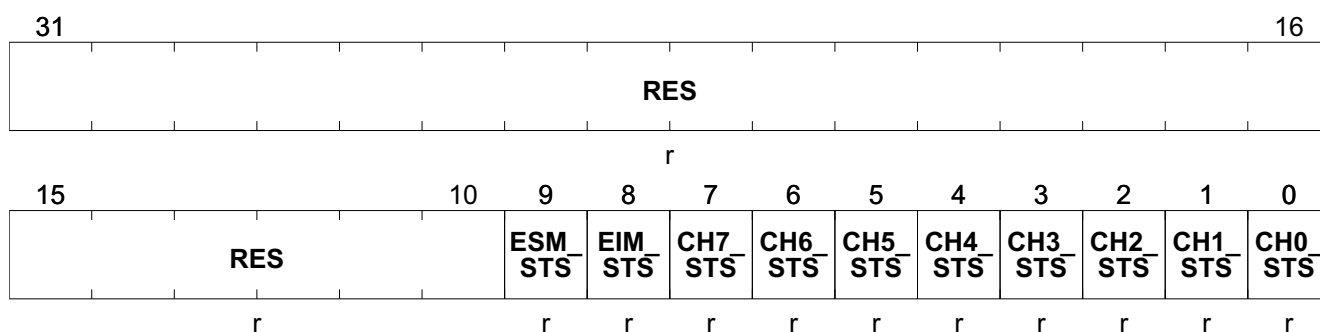 31 16
RES
r
15 10 9 8 7 6 5 4 3 2 1 0
RES ESM_ EIM_ CH7_ CH6_ CH5_ CH4_ CH3_ CH2_ CH1_ CH0_
STS STS STS STS STS STS STS STS STS STS
r r r r r r r r r r r